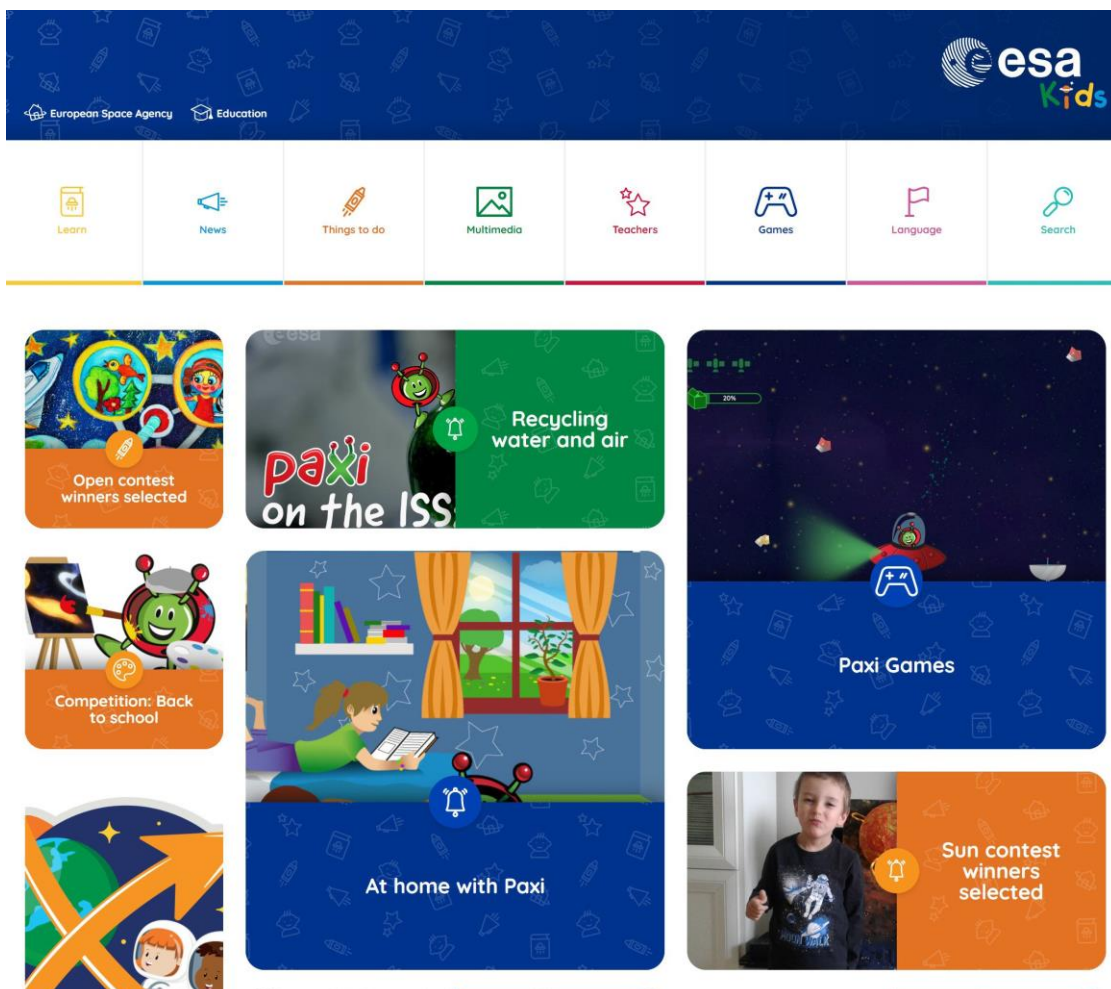 esa
Kids
European Space Agency
Education
Learn
News
Things to do
Multimedia
Teachers
Games
Language
Search
Open contest
winners selected
esa
paxi
on the ISS
Recycling
water and air
20%
Paxi Games
Competition: Back
to school
At home with Paxi
MOON WALK
Sun contest
winners
selected